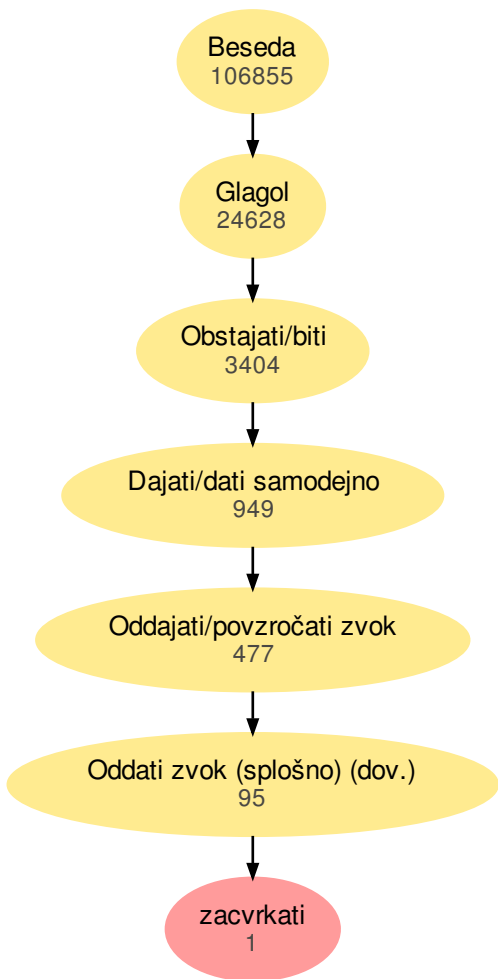 Beseda
106855
Glagol
24628
Obstajati/biti
3404
Dajati/dati samodejno
949
Oddajati/povzročati zvok
477
Oddati zvok (splošno) (dov.)
95
zacvrkati
1